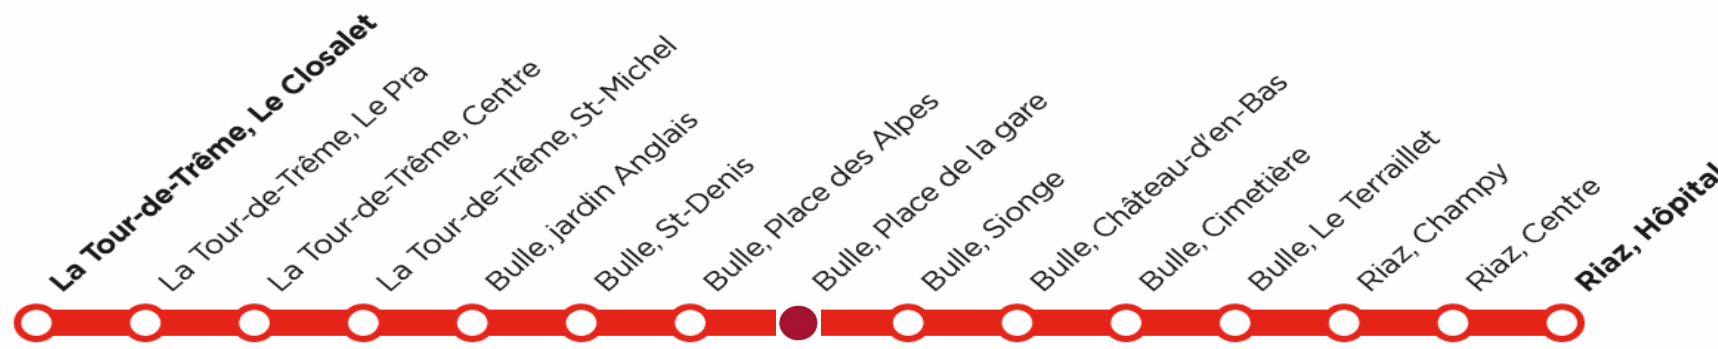 La Tour-de-Trême, Le Closalet
La Tour-de-Trême, Le Pra
La Tour-de-Trême, Centre
La Tour-de-Trême, St-Michel
Bulle, jardin Anglais
Bulle, St-Denis
Bulle, Place des Alpes
Bulle, Place de la gare
Bulle, Sionge
Bulle, Château-d'en-Bas
Bulle, Cimetière
Bulle, Le Terraillet
Riaz, Champy
Riaz, Centre
Riaz, Hôpital